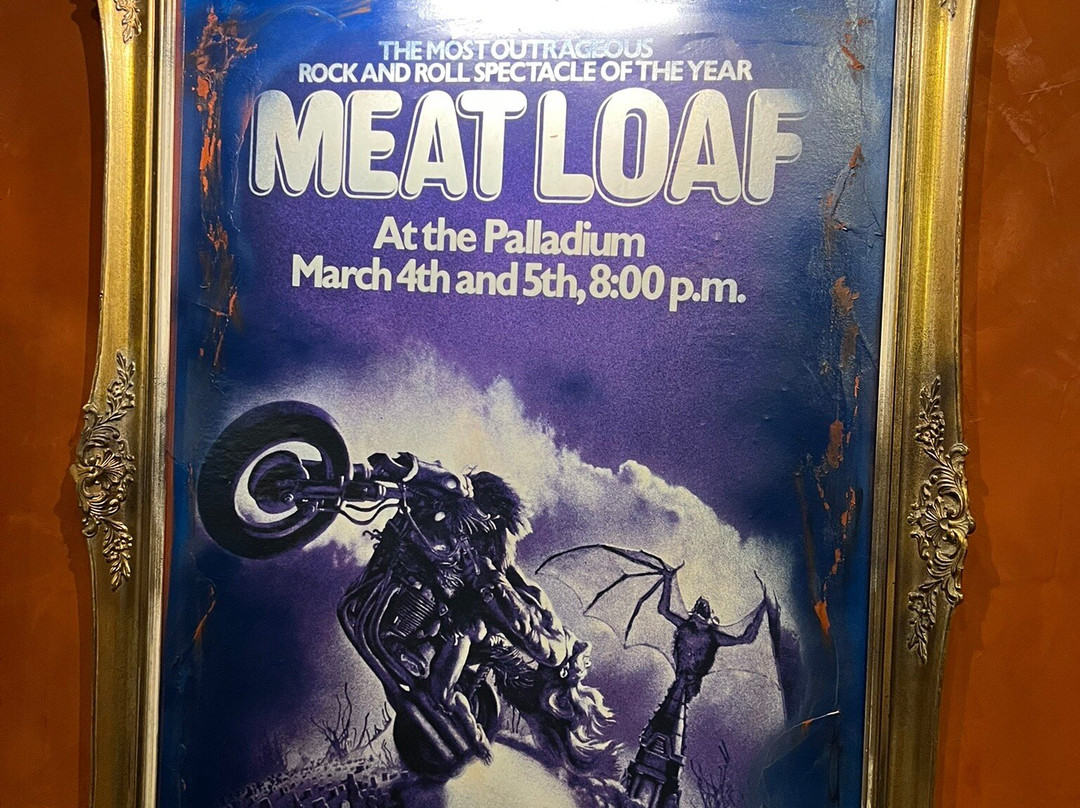 THE MOST OUTRAGEOUS
ROCK AND ROLL SPECTACLE OF THE YEAR
MEAT LOAF
At the Palladium
March 4th and 5th, 8:00 p.m.